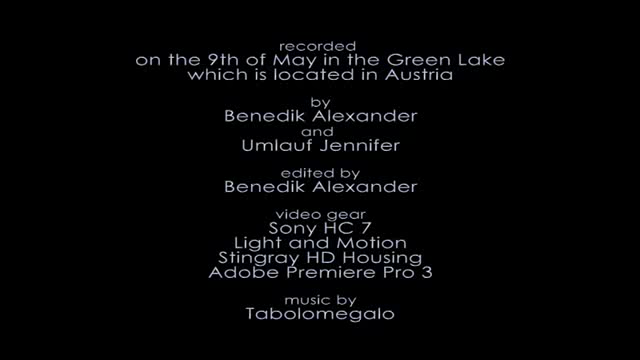 recorded
on the 9th of May in the Green Lake
which is located in Austria
by
Benedik Alexander
and
Umlauf Jennifer
edited by
Benedik Alexander
video gear
Sony HC 7
Light and Motion
Stingray HD Housing
Adobe Premiere Pro 3
music by
Tabolomegalo